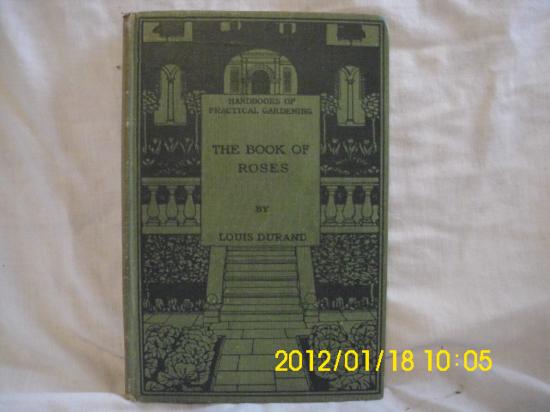 HANDBOOKS OF
PRACTICAL GARDENING
THE BOOK OF
ROSES
BY
LOUIS DURAND
2012/01/18 10:05